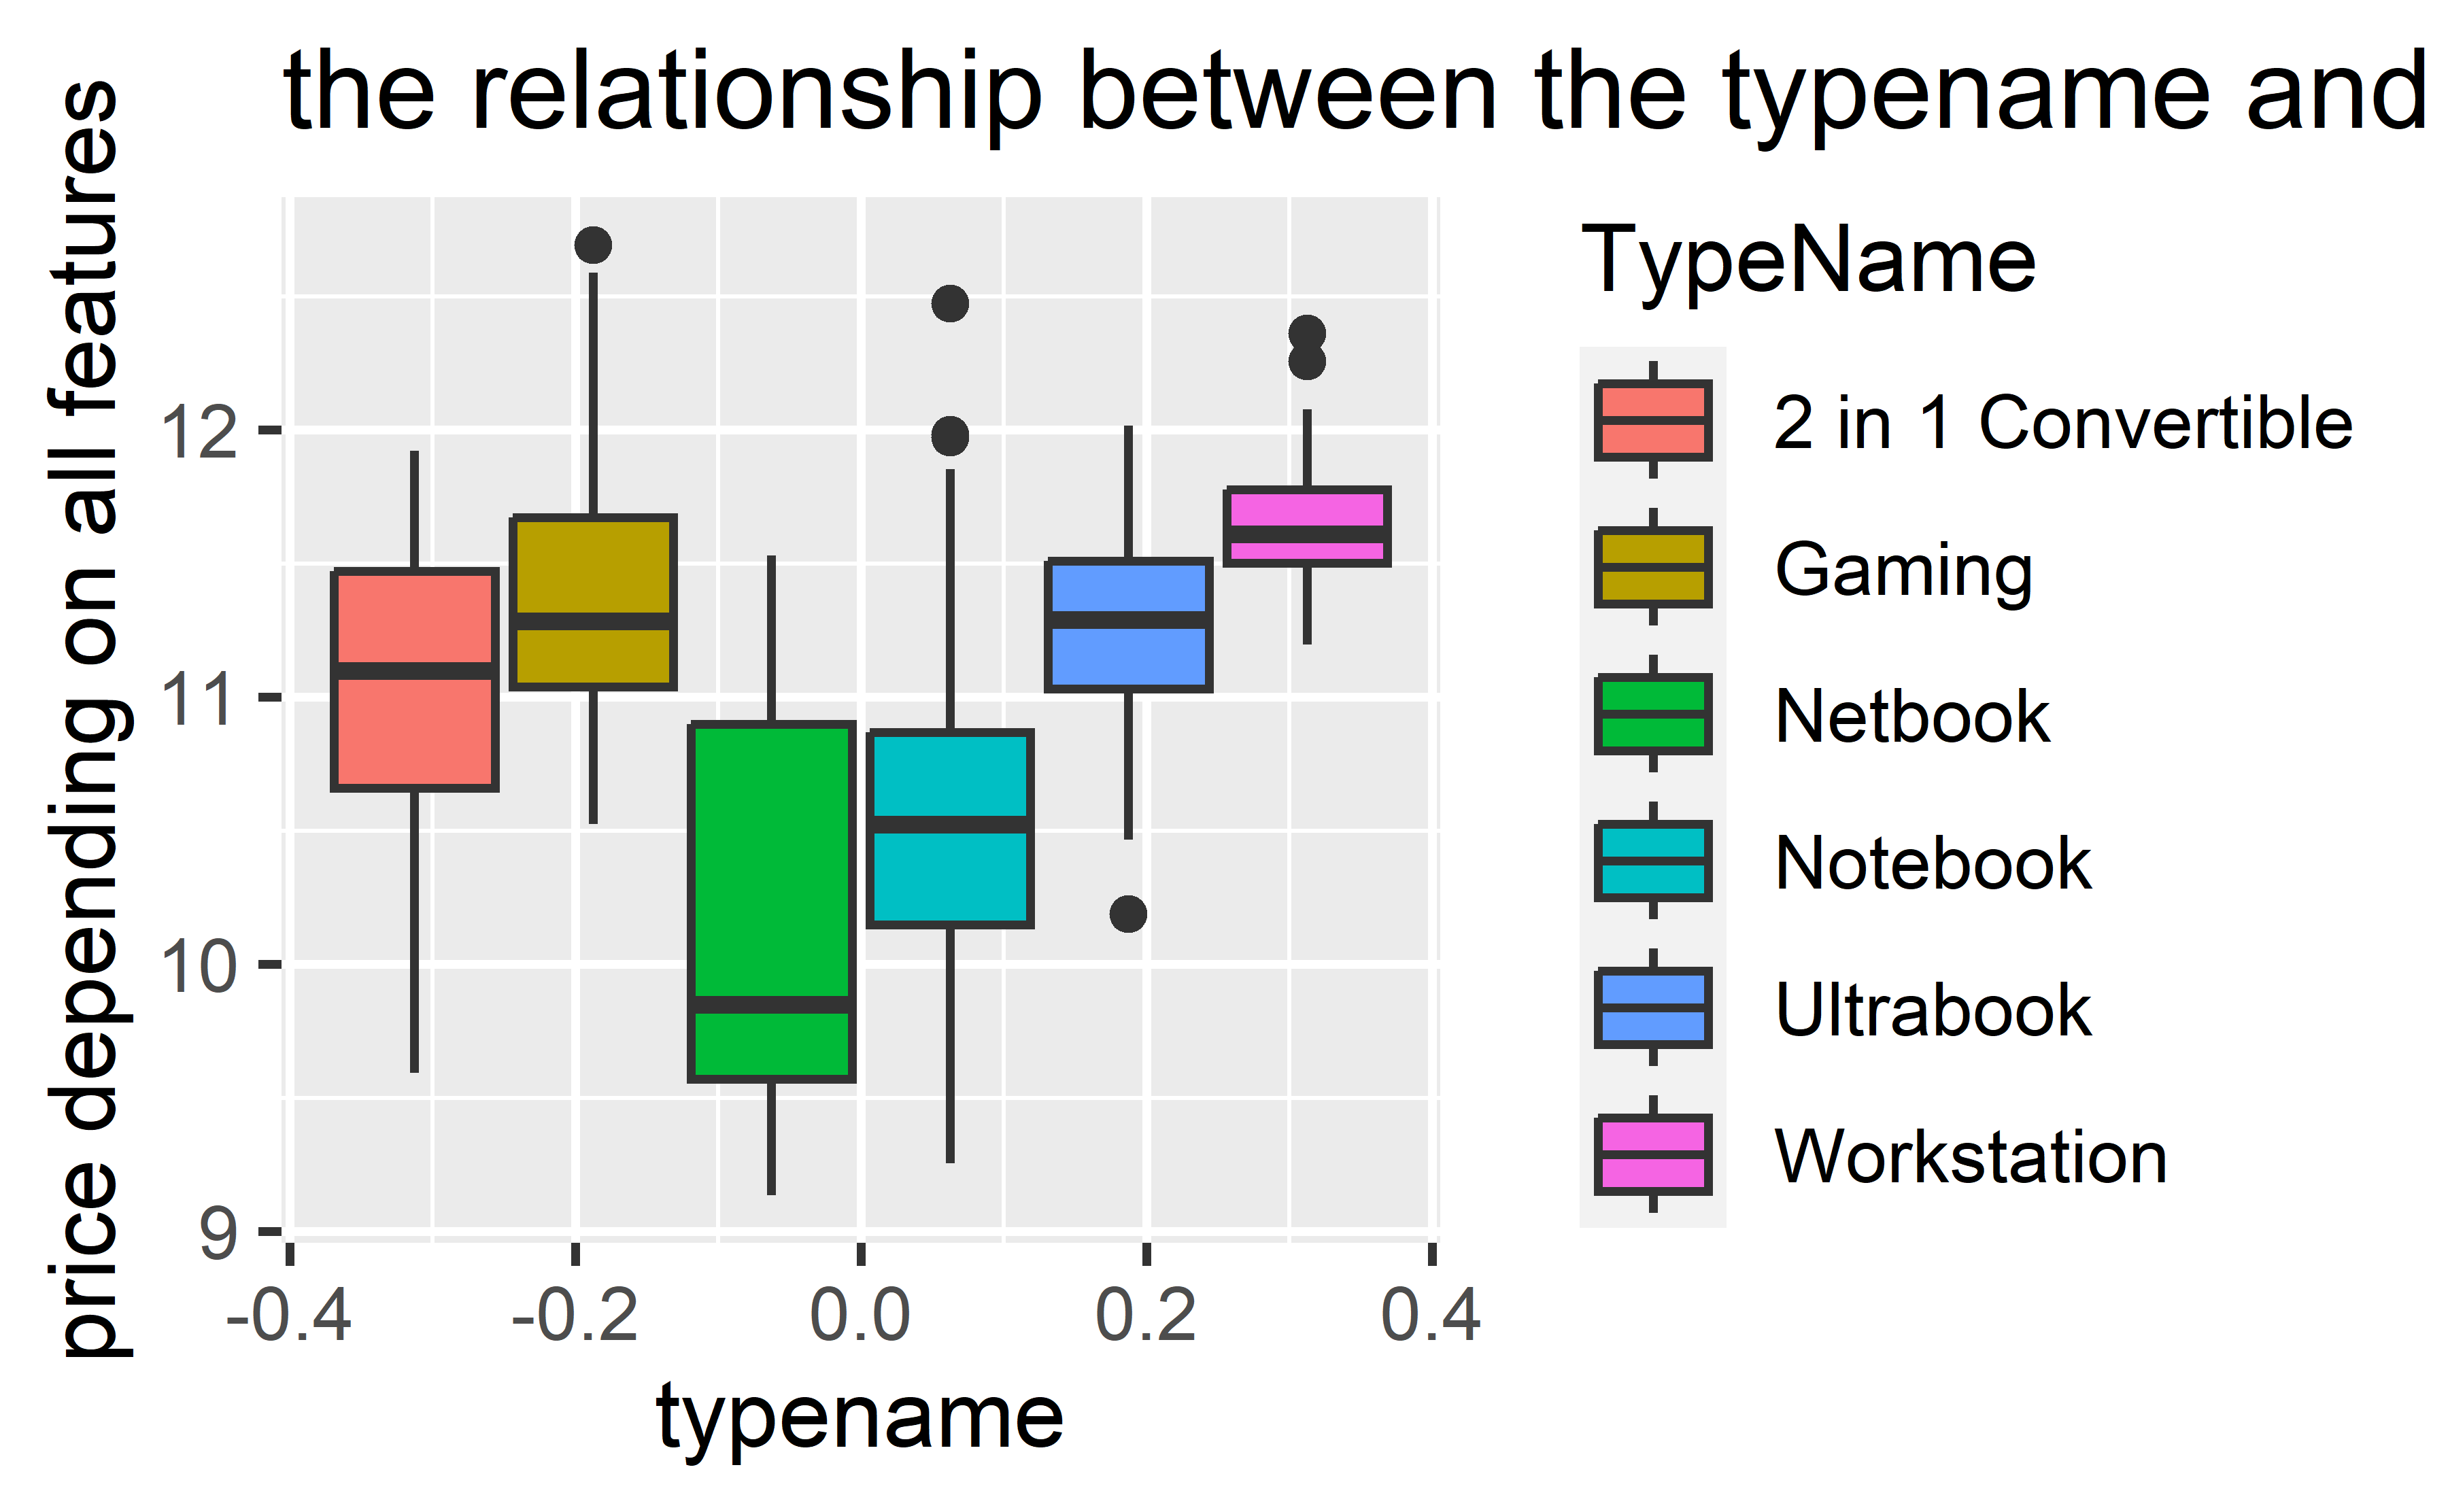 the relationship between the typename and
price depending on all features
12
11
10
9
-0.4
-0.2
0.0
0.2
0.4
typename
TypeName
2 in 1 Convertible
Gaming
Netbook
Notebook
Ultrabook
Workstation